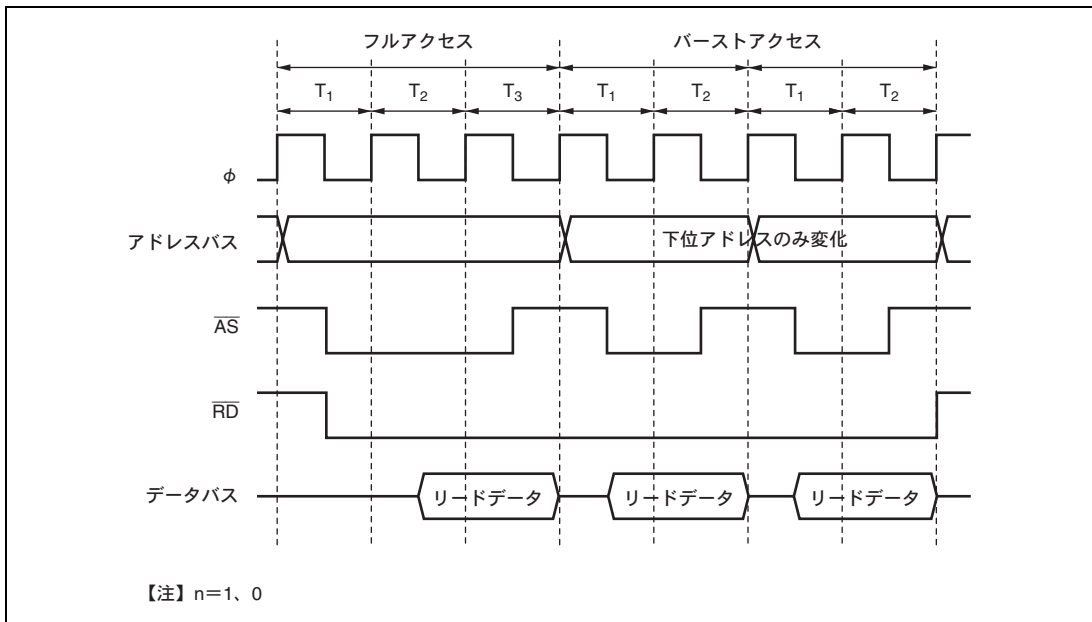 フルアクセス バーストアクセス
T1 T2 T3 T1 T2 T1 T2
φ
アドレスバス 下位アドレスのみ変化
AS
RD
データバス リードデータ リードデータ リードデータ
【注】n=1、0